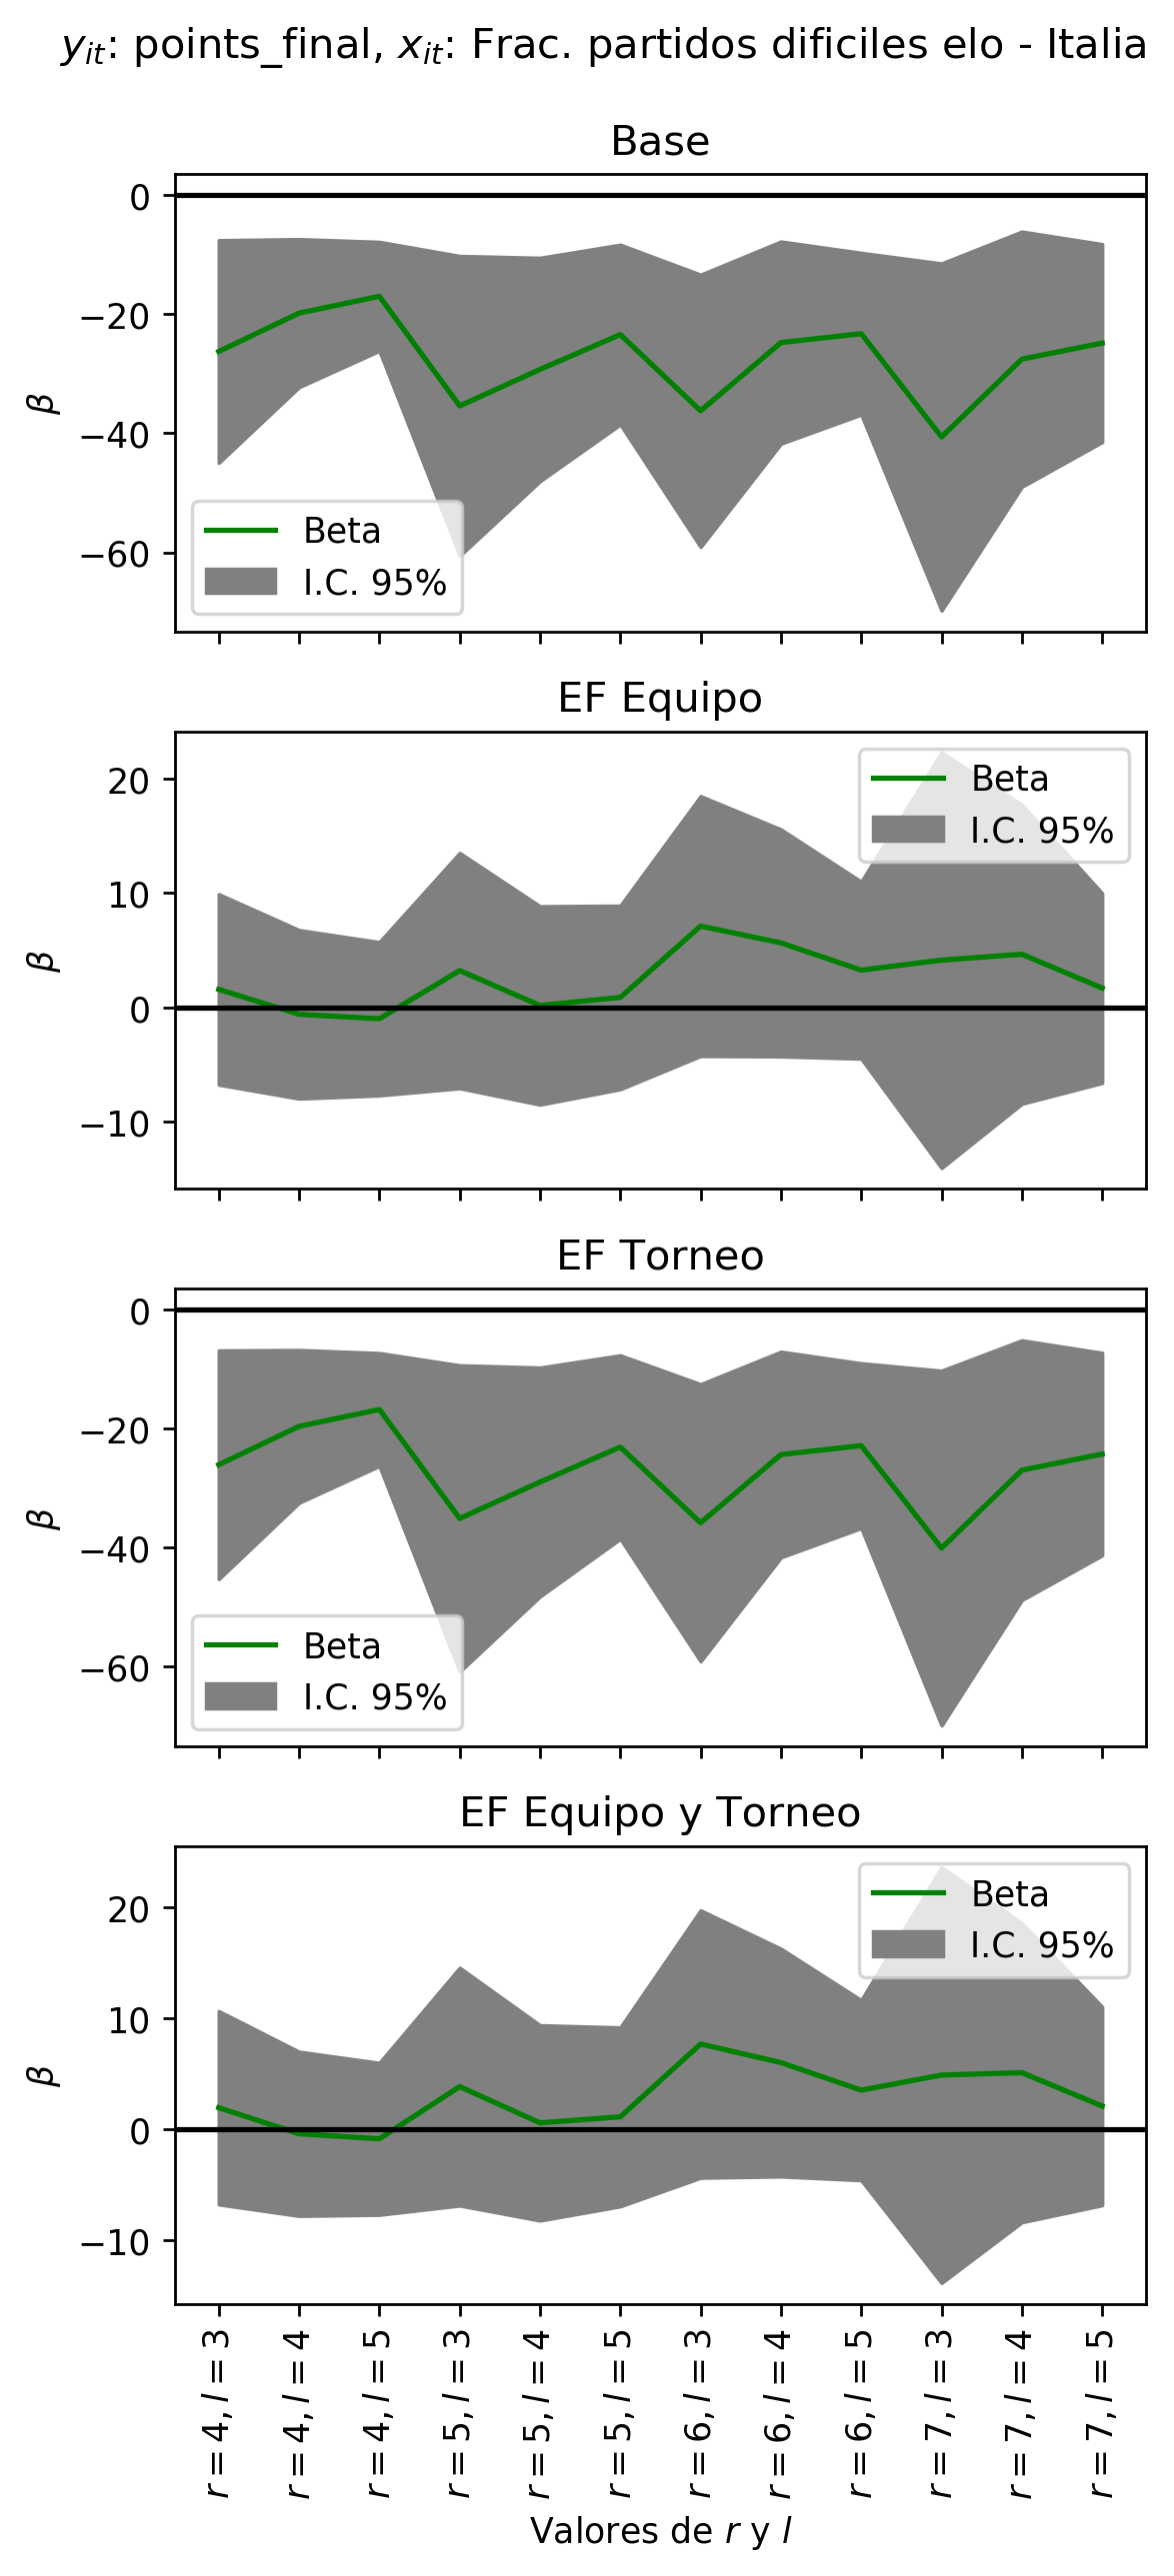 y_it: points_final, x_it: Frac. partidos dificiles elo - Italia
Base
0
−20
−40
−60
β
Beta
I.C. 95%
EF Equipo
20
10
0
−10
β
Beta
I.C. 95%
EF Torneo
0
−20
−40
−60
β
Beta
I.C. 95%
EF Equipo y Torneo
20
10
0
−10
β
Beta
I.C. 95%
r = 4, l = 3
r = 4, l = 4
r = 4, l = 5
r = 5, l = 3
r = 5, l = 4
r = 5, l = 5
r = 6, l = 3
r = 6, l = 4
r = 6, l = 5
r = 7, l = 3
r = 7, l = 4
r = 7, l = 5
Valores de r y l